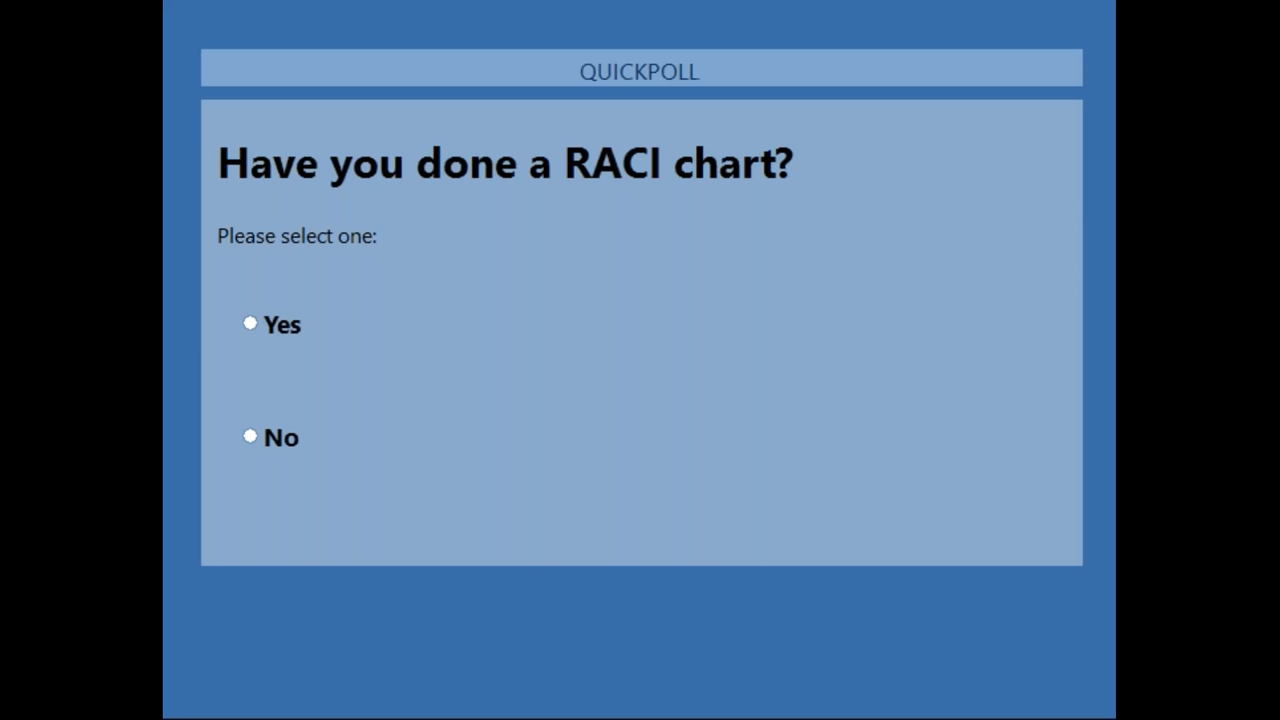 QUICKPOLL
Have you done a RACI chart?
Please select one:
Yes
No